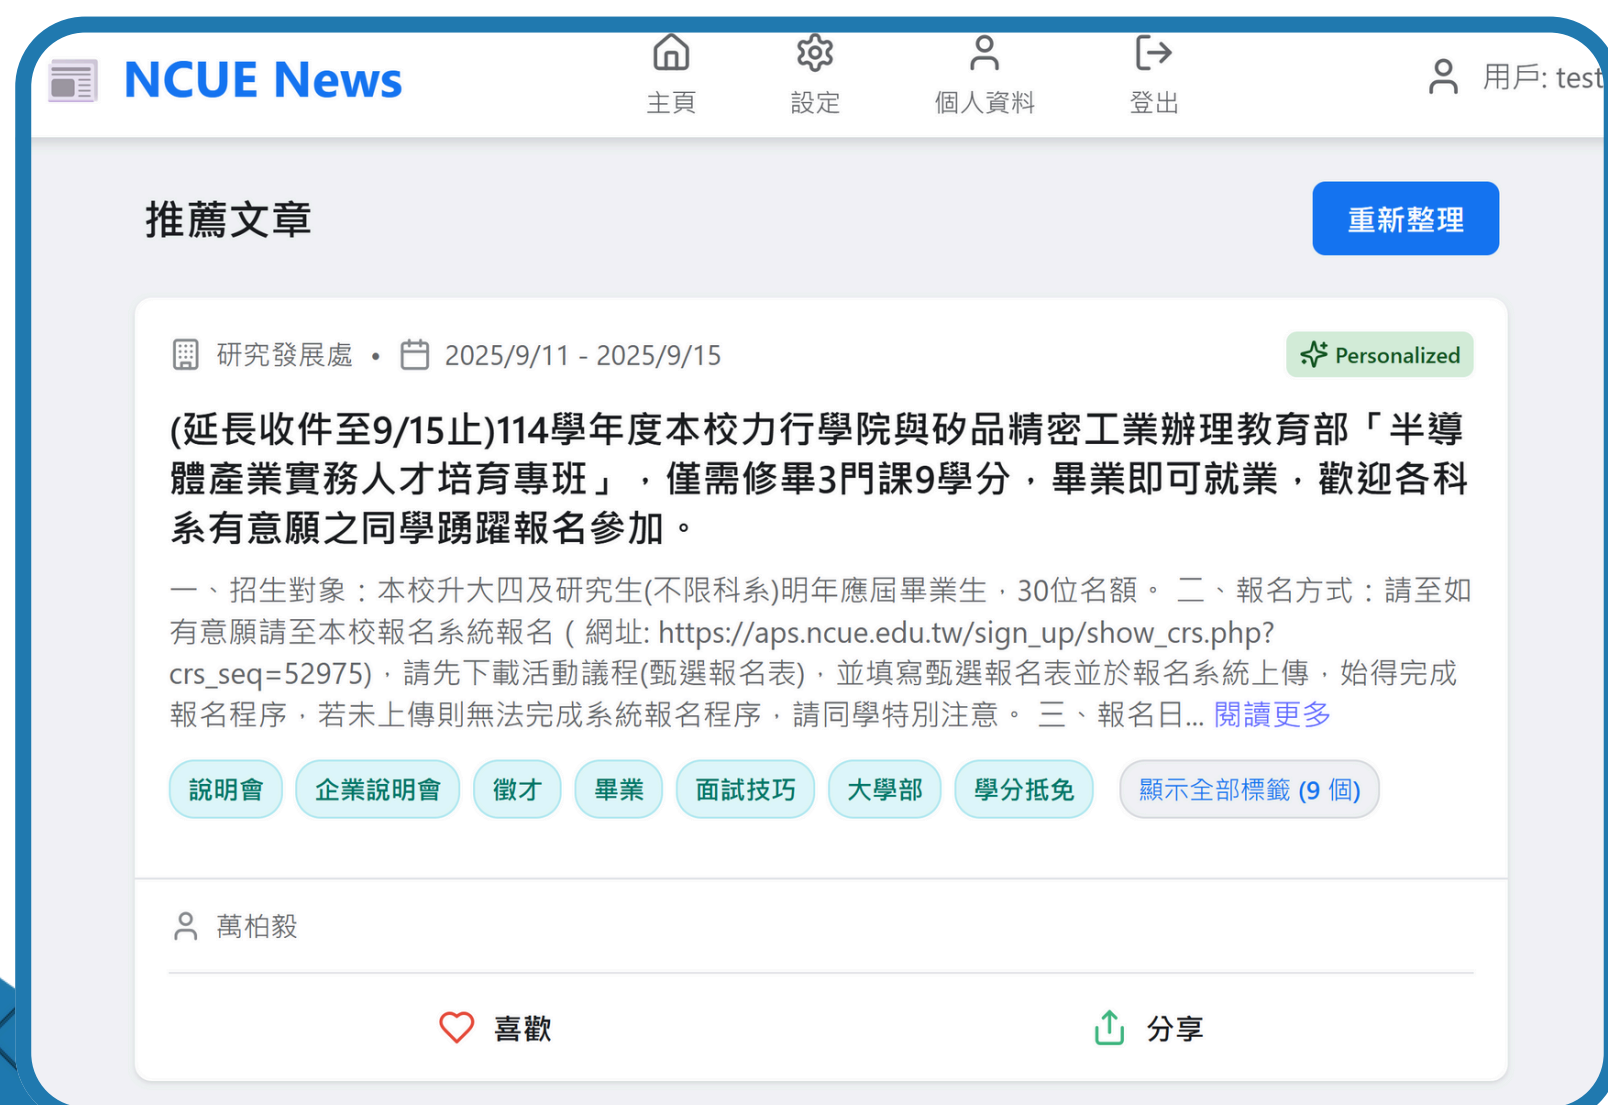 NCUE News
主頁
設定
個人資料
登出
用戶: test
推薦文章
重新整理
研究發展處 • 2025/9/11 - 2025/9/15
Personalized
(延長收件至9/15止)114學年度本校力行學院與矽品精密工業辦理教育部「半導
體產業實務人才培育專班」，僅需修畢3門課9學分，畢業即可就業，歡迎各科
系有意願之同學踴躍報名參加。
一、招生對象：本校升大四及研究生(不限科系)明年應屆畢業生，30位名額。 二、報名方式：請至如
有意願請至本校報名系統報名 ( 網址: https://aps.ncue.edu.tw/sign_up/show_crs.php?
crs_seq=52975)，請先下載活動議程(甄選報名表)，並填寫甄選報名表並於報名系統上傳，始得完成
報名程序，若未上傳則無法完成系統報名程序，請同學特別注意。 三、報名日... 閱讀更多
說明會
企業說明會
徵才
畢業
面試技巧
大學部
學分抵免
顯示全部標籤 (9 個)
萬柏毅
喜歡
分享